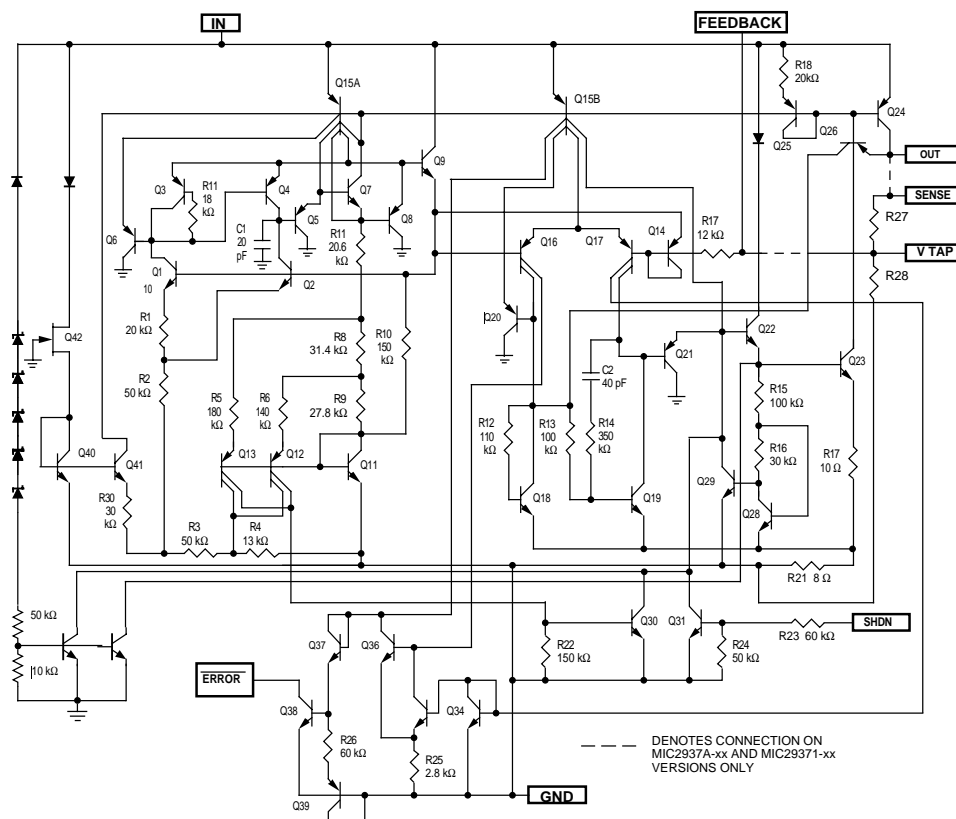 IN
FEEDBACK
R18
20kΩ
Q15A
Q15B
Q24
Q26
Q25
OUT
Q9
SENSE
Q3
R11
18
kΩ
Q4
Q7
C1
20
pF
Q5
Q8
Q6
R11
20.6
kΩ
Q16
Q17
Q14
R17
12 kΩ
R27
V TAP
R28
Q1
10
Q2
Q20
R1
20 kΩ
R8
31.4 kΩ
R10
150
kΩ
Q42
Q21
Q22
Q23
C2
40 pF
R2
50 kΩ
R5
180
kΩ
R6
140
kΩ
R9
27.8 kΩ
R15
100 kΩ
R12
110
kΩ
R13
100
kΩ
R14
350
kΩ
R16
30 kΩ
R17
10 Ω
Q40
Q41
Q13
Q12
Q11
Q29
Q28
R30
30
kΩ
Q18
Q19
R3
50 kΩ
R4
13 kΩ
R21 8 Ω
50 kΩ
10 kΩ
Q37
Q36
R22
150 kΩ
Q30
Q31
R24
50 kΩ
R23 60 kΩ
SHDN
ERROR
Q38
Q34
R26
60 kΩ
R25
2.8 kΩ
DENOTES CONNECTION ON
MIC2937A-xx AND MIC29371-xx
VERSIONS ONLY
Q39
GND